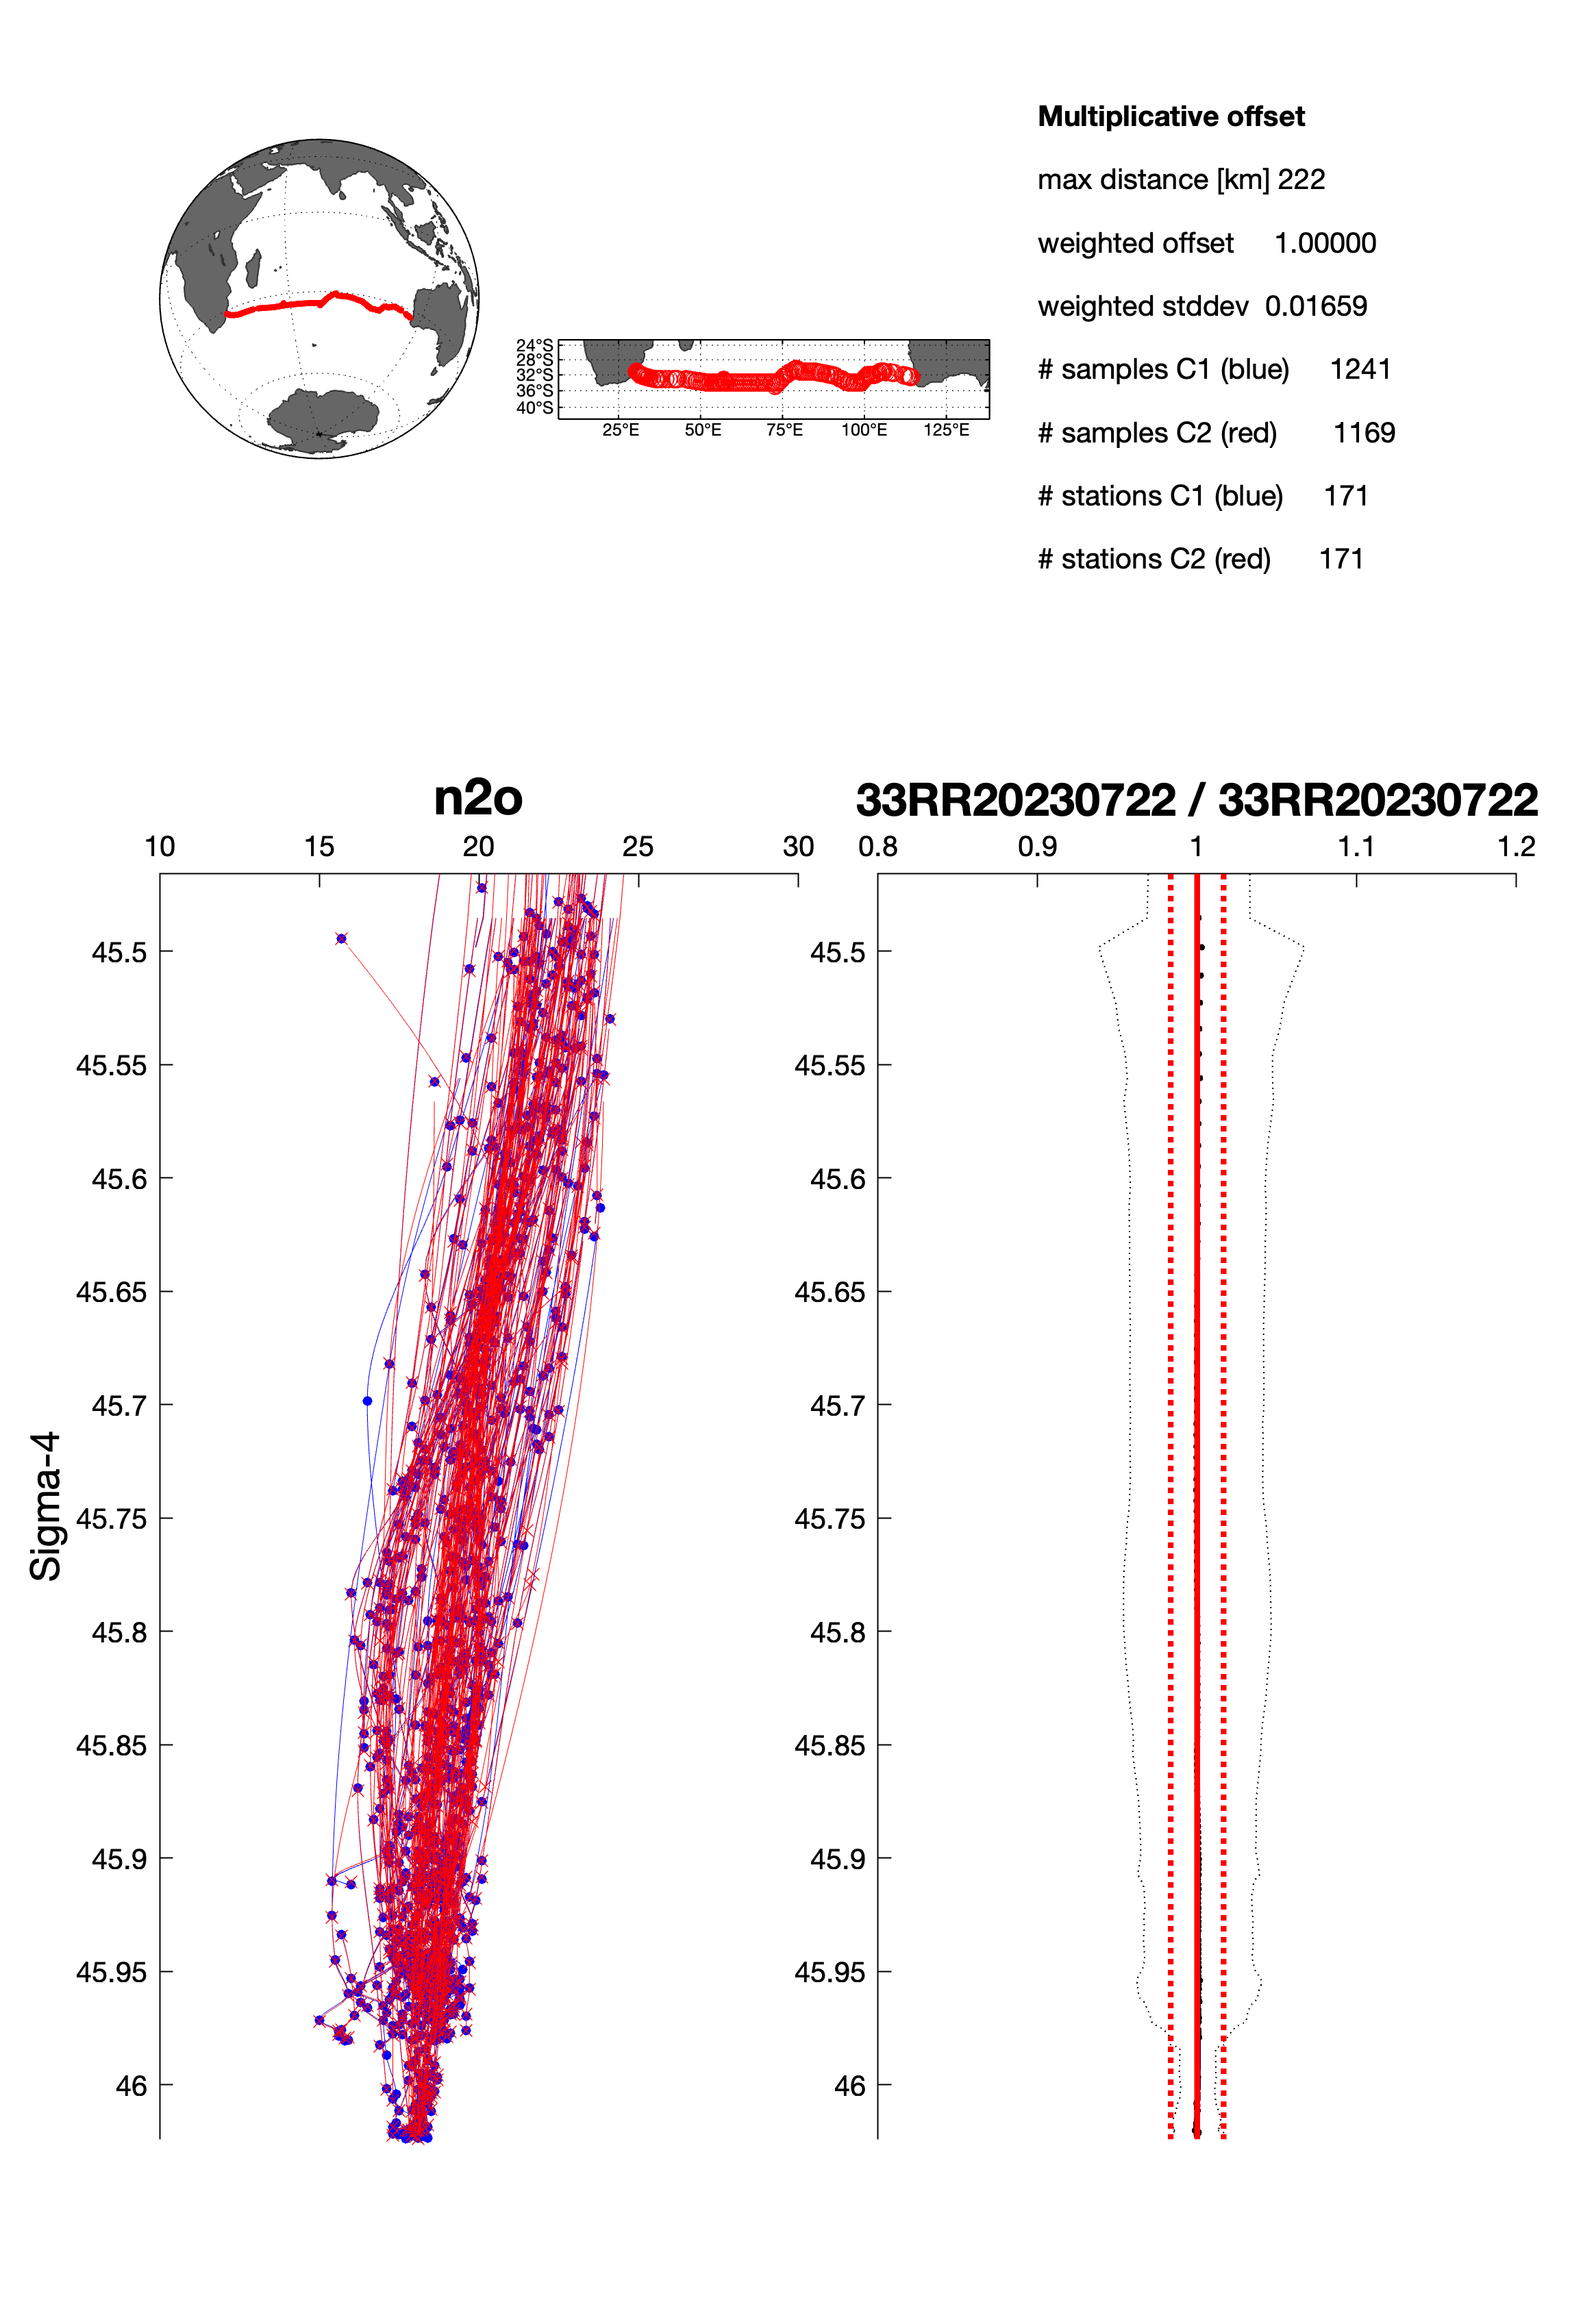 Multiplicative offset
max distance [km] 222
weighted offset 1.00000
weighted stddev 0.01659
# samples C1 (blue) 1241
# samples C2 (red) 1169
# stations C1 (blue) 171
# stations C2 (red) 171
24°S
28°S
32°S
36°S
40°S
25°E 50°E 75°E 100°E 125°E
n2o
10 15 20 25 30
45.5
45.55
45.6
45.65
45.7
45.75
45.8
45.85
45.9
45.95
46
Sigma-4
33RR20230722 / 33RR20230722
0.8 0.9 1 1.1 1.2
45.5
45.55
45.6
45.65
45.7
45.75
45.8
45.85
45.9
45.95
46